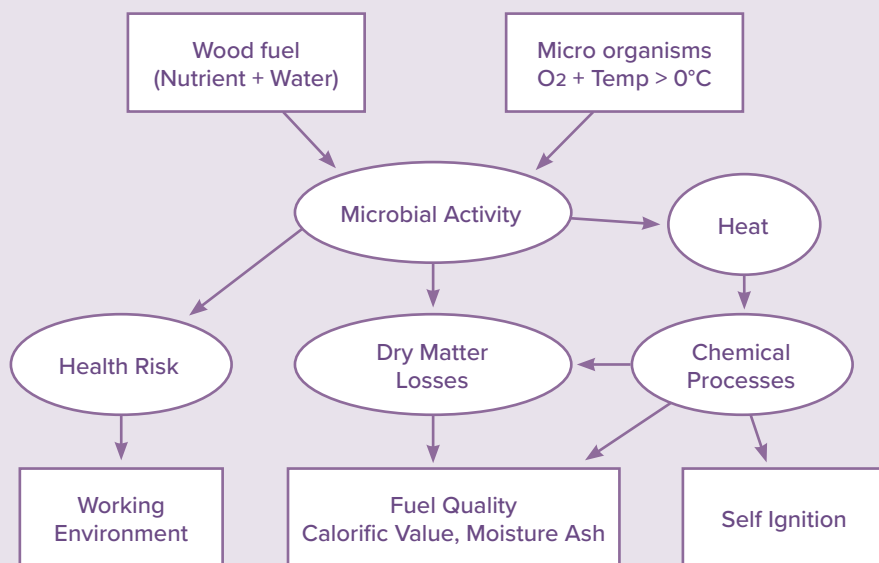 Wood fuel
(Nutrient + Water)
Micro organisms
O2 + Temp > 0°C
Microbial Activity
Heat
Health Risk
Dry Matter
Losses
Chemical
Processes
Working
Environment
Fuel Quality
Calorific Value, Moisture Ash
Self Ignition